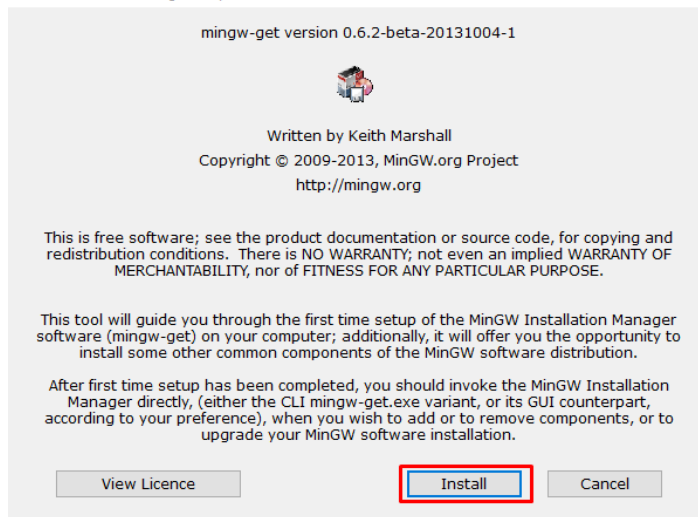 mingw-get version 0.6.2-beta-20131004-1
Written by Keith Marshall
Copyright © 2009-2013, MinGW.org Project
http://mingw.org
This is free software; see the product documentation or source code, for copying and
redistribution conditions. There is NO WARRANTY; not even an implied WARRANTY OF
MERCHANTABILITY, nor of FITNESS FOR ANY PARTICULAR PURPOSE.
This tool will guide you through the first time setup of the MinGW Installation Manager
software (mingw-get) on your computer; additionally, it will offer you the opportunity to
install some other common components of the MinGW software distribution.
After first time setup has been completed, you should invoke the MinGW Installation
Manager directly, (either the CLI mingw-get.exe variant, or its GUI counterpart,
according to your preference), when you wish to add or to remove components, or to
upgrade your MinGW software installation.
View Licence Install Cancel